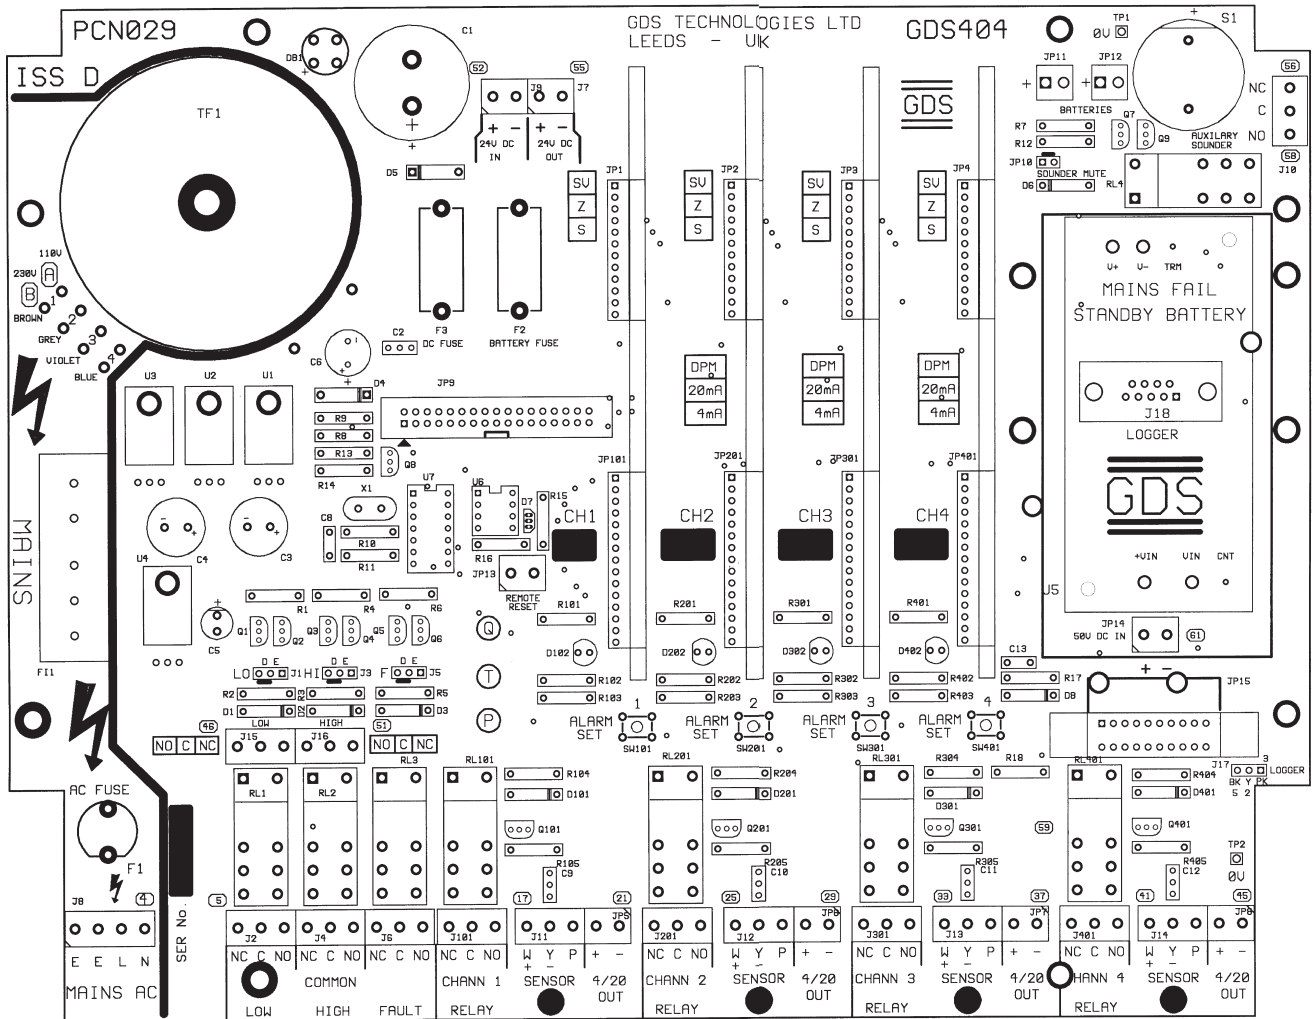 PCN029
GDS TECHNOLOGIES LTD
LEEDS - UK
GDS404
ISS D
TF1
DB1
C1
52
55
J9
J7
+ -
+ -
24V DC
IN
24V DC
OUT
D5
GDS
TP1
0V
S1
JP11
JP12
BATTERIES
R7
R12
Q7
Q9
JP10
SOUNDER MUTE
D6
RL4
AUXILARY
SOUNDER
56
NC
C
NO
58
J10
JP1
JP2
JP3
JP4
SV
Z
S
SV
Z
S
SV
Z
S
SV
Z
S
110V
A
230V
B
1
2
3
4
BROWN
GREY
VIOLET
BLUE
F3
DC FUSE
F2
BATTERY FUSE
C2
C6
V+
V-
TRM
MAINS FAIL
STANDBY BATTERY
J18
LOGGER
GDS
+VIN
VIN
CNT
J5
JP14
50V DC IN
61
+ -
U3
U2
U1
D4
R9
R8
R13
R14
JP9
Q8
DPM
20mA
4mA
DPM
20mA
4mA
DPM
20mA
4mA
JP101
JP201
JP301
JP401
X1
U7
U6
D7
R15
C8
R10
R11
R16
JP13
REMOTE
RESET
CH1
CH2
CH3
CH4
MAINS
FI1
C4
C3
U4
C5
R1
R4
R6
Q1
Q2
Q3
Q4
Q5
Q6
Q
T
P
R101
R201
R301
R401
D102
D202
D302
D402
R102
R103
R202
R203
R302
R303
R402
R403
C13
R17
D8
JP15
LO
D E
J1
HI
D E
J3
F
D E
J5
R2
D1
R3
D2
R5
D3
LOW
HIGH
46
51
NO C NC
J15
J16
NO C NC
1
ALARM
SET
SW101
2
ALARM
SET
SW201
3
ALARM
SET
SW301
4
ALARM
SET
SW401
RL1
RL2
RL3
RL101
RL201
RL301
RL401
R104
D101
Q101
R105
C9
R204
D201
Q201
R205
C10
R304
D301
Q301
R305
C11
R18
59
R404
D401
Q401
R405
C12
J17
3
LOGGER
BK Y PK
5 2
TP2
0V
AC FUSE
F1
J8
4
E E L N
MAINS AC
SER No.
5
17
21
25
29
33
37
41
45
J2
J4
J6
J101
J11
JP5
J201
J12
JP6
J301
J13
JP7
J401
J14
JP8
NC C NO
NC C NO
NC C NO
NC C NO
W Y P
+ -
+ -
NC C NO
W Y P
+ -
+ -
NC C NO
W Y P
+ -
+ -
NC C NO
W Y P
+ -
+ -
COMMON
LOW
HIGH
FAULT
CHANN 1
RELAY
SENSOR
4/20
OUT
CHANN 2
RELAY
SENSOR
4/20
OUT
CHANN 3
RELAY
SENSOR
4/20
OUT
CHANN 4
RELAY
SENSOR
4/20
OUT